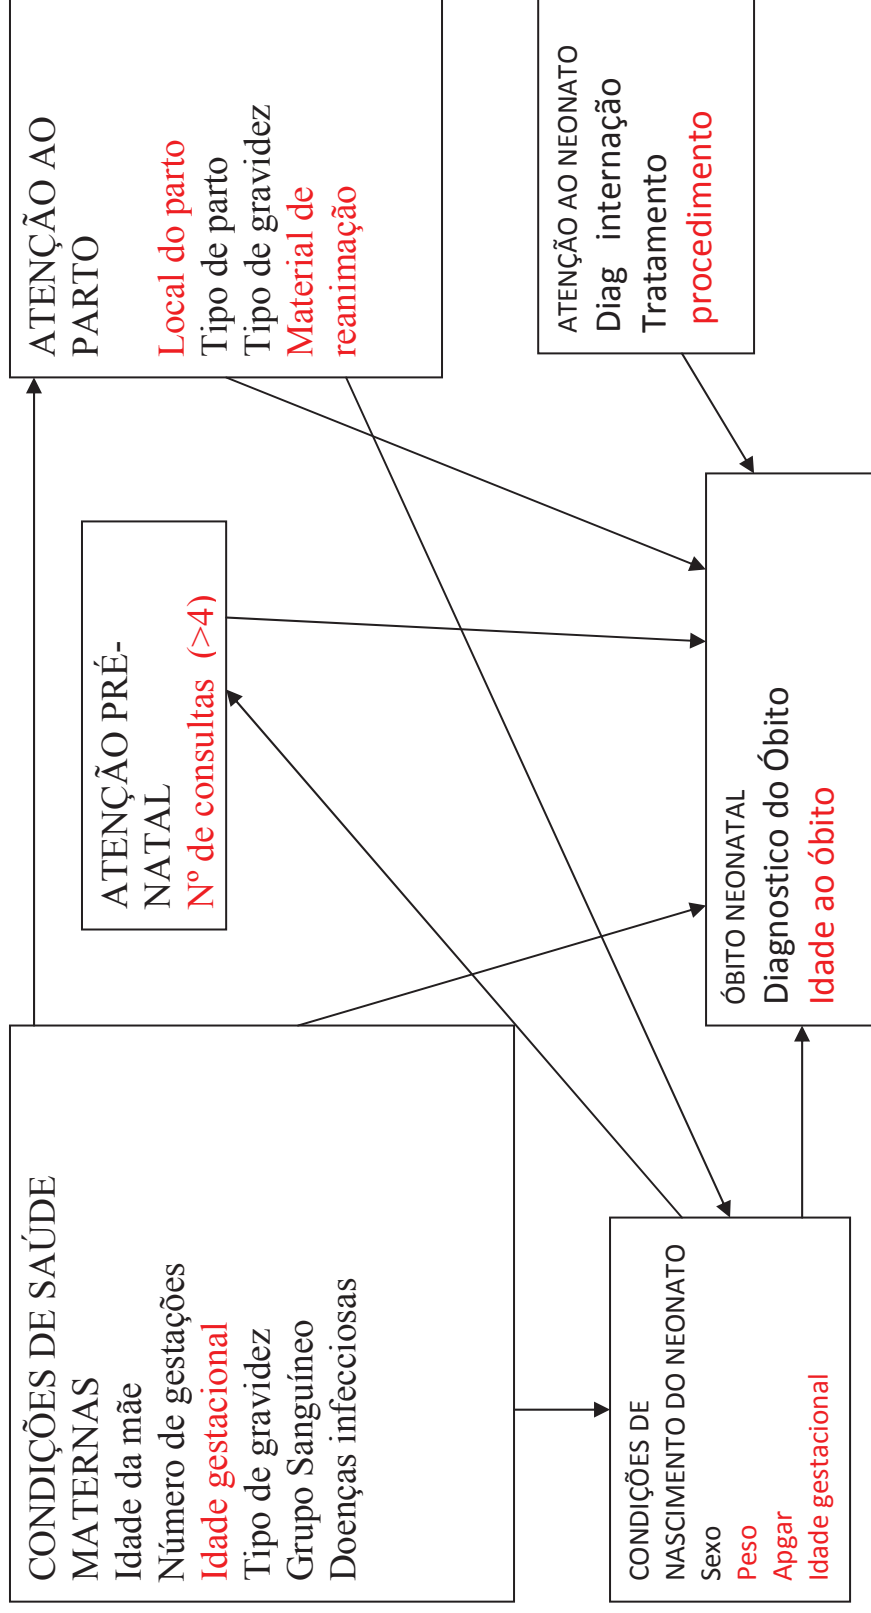 CONDIÇÕES DE SAÚDE
MATERNAS
Idade da mãe
Número de gestações
Idade gestacional
Tipo de gravidez
Grupo Sanguíneo
Doenças infecciosas
ATENÇÃO PRÉ-
NATAL
Nº de consultas (>4)
ATENÇÃO AO
PARTO
Local do parto
Tipo de parto
Tipo de gravidez
Material de
reanimação
CONDIÇÕES DE
NASCIMENTO DO NEONATO
Sexo
Peso
Apgar
Idade gestacional
ÓBITO NEONATAL
Diagnostico do Óbito
Idade ao óbito
ATENÇÃO AO NEONATO
Diag internação
Tratamento
procedimento